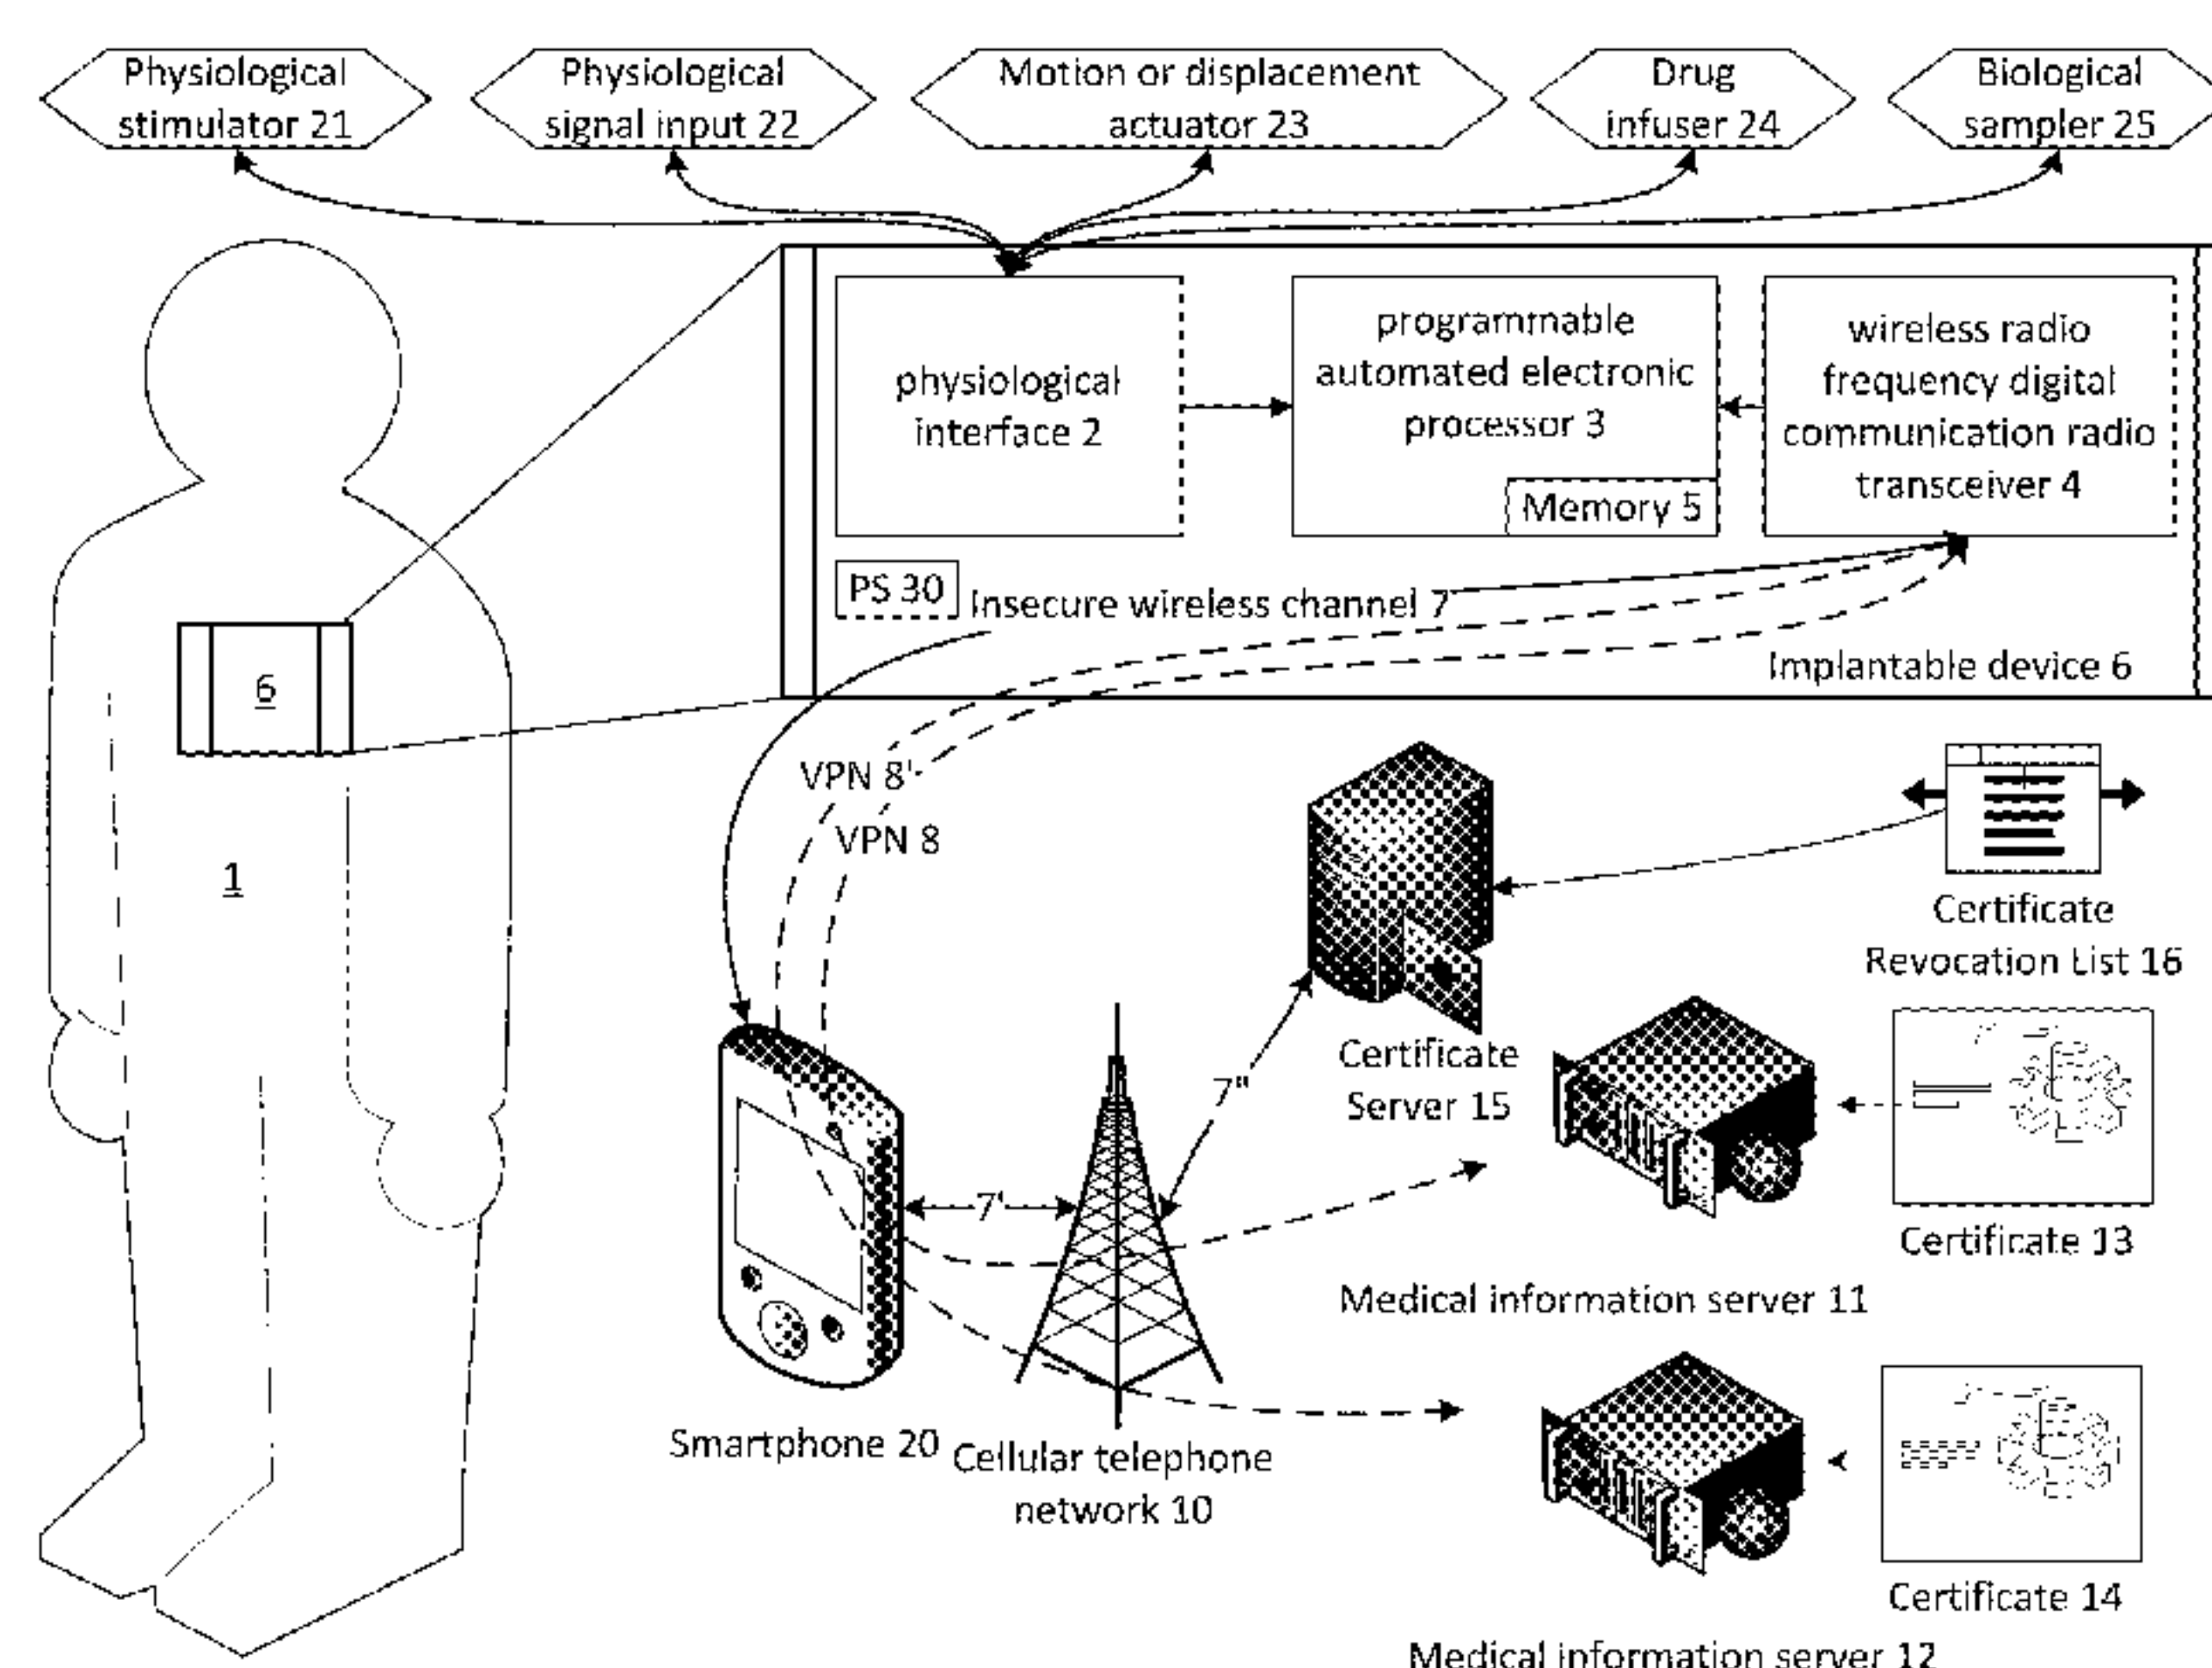 Physiological
stimulator 21
Physiological
signal input 22
Motion or displacement
actuator 23
Drug
infuser 24
Biological
sampler 25
physiological
interface 2
programmable
automated electronic
processor 3
Memory 5
wireless radio
frequency digital
communication radio
transceiver 4
PS 30
Insecure wireless channel 7
Implantable device 6
6
1
VPN 8'
VPN 8
Certificate
Revocation List 16
Certificate
Server 15
7"
7'
Certificate 13
Medical information server 11
Smartphone 20
Cellular telephone
network 10
Certificate 14
Medical information server 12